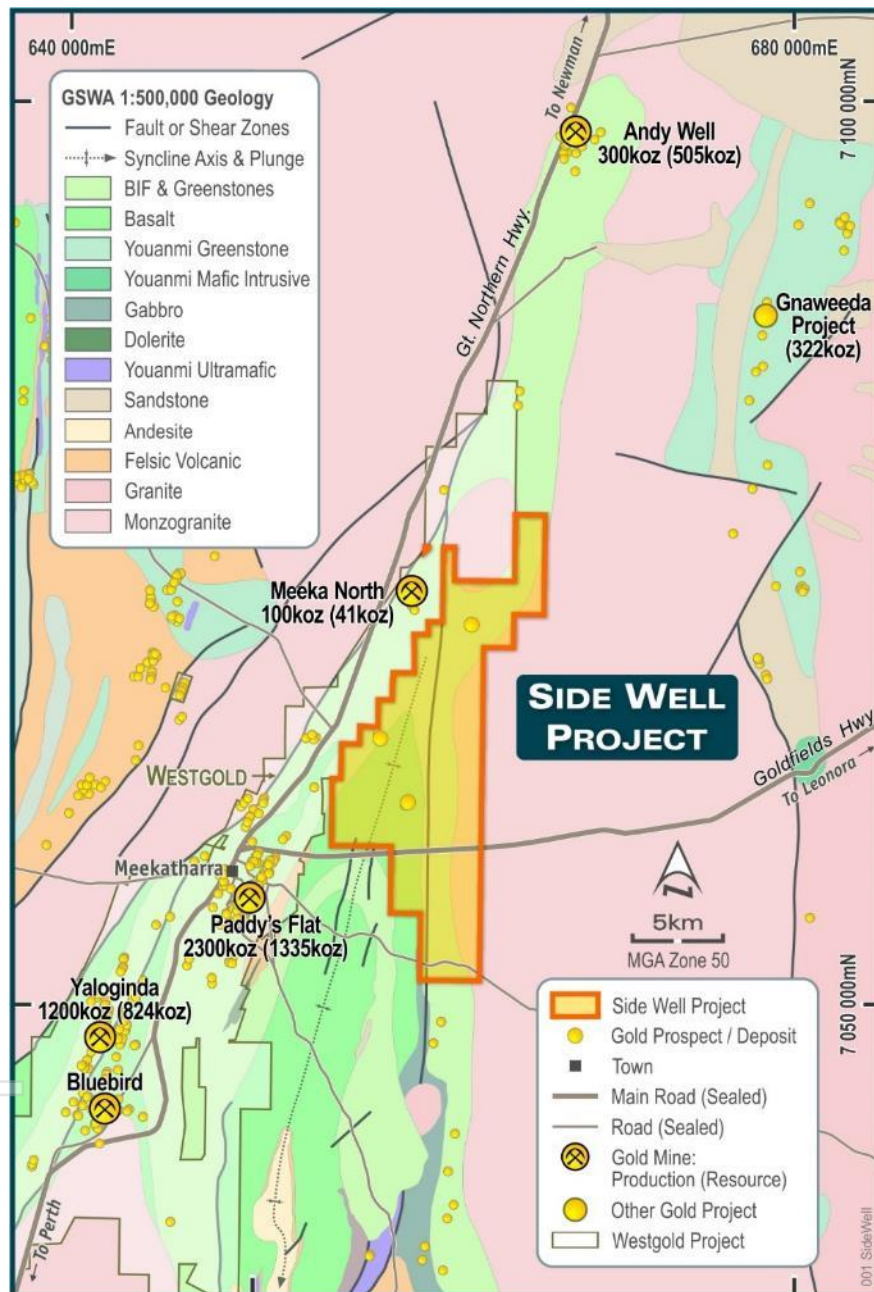 640 000mE
680 000mE
To Newman
7 100 000mN
GSWA 1:500,000 Geology
Fault or Shear Zones
Syncline Axis & Plunge
BIF & Greenstones
Basalt
Youanmi Greenstone
Youanmi Mafic Intrusive
Gabbro
Dolerite
Youanmi Ultramafic
Sandstone
Andesite
Felsic Volcanic
Granite
Monzogranite
Andy Well
300koz (505koz)
Gt. Northern Hwy.
Gnaweeda
Project
(322koz)
Meeka North
100koz (41koz)
SIDE WELL
PROJECT
WESTGOLD
Goldfields Hwy
To Leonora
Meekatharra
Paddy's Flat
2300koz (1335koz)
5km
MGA Zone 50
Yaloginda
1200koz (824koz)
Bluebird
To Perth
7 050 000mN
Side Well Project
Gold Prospect / Deposit
Town
Main Road (Sealed)
Road (Sealed)
Gold Mine:
Production (Resource)
Other Gold Project
Westgold Project
001 SideWell